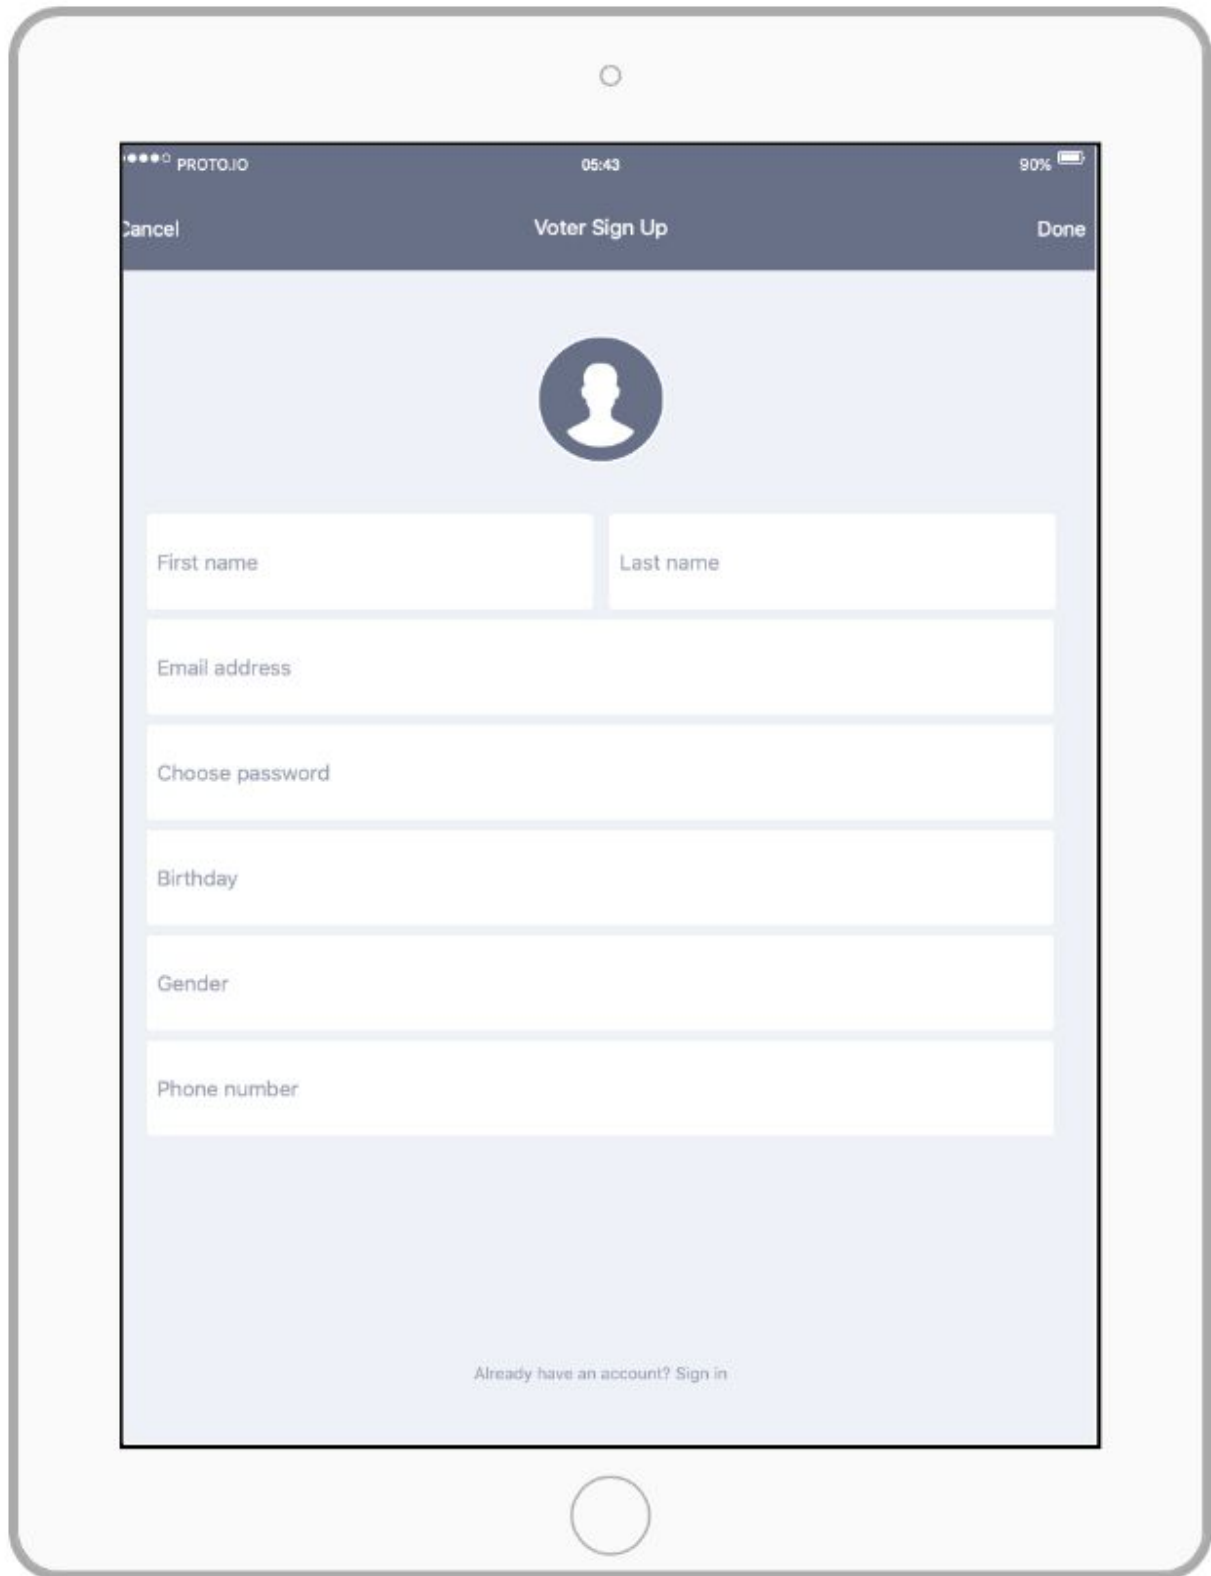 PROTO.IO 05:43 90%
Cancel Voter Sign Up Done
First name Last name
Email address
Choose password
Birthday
Gender
Phone number
Already have an account? Sign in